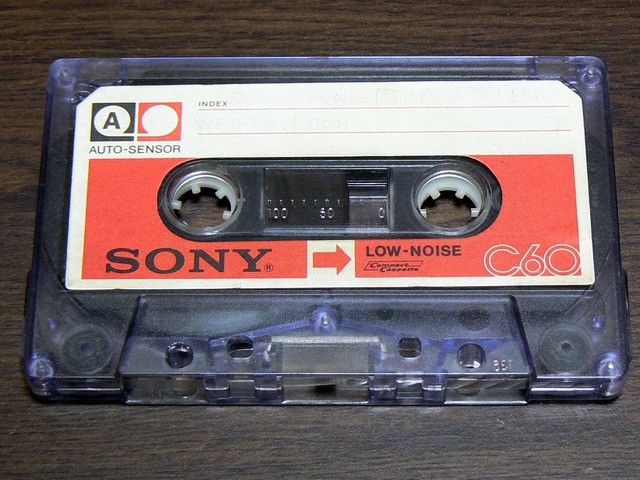 A
INDEX
AUTO-SENSOR
100 50 0
SONY®
LOW-NOISE
Compact
Cassette
C60